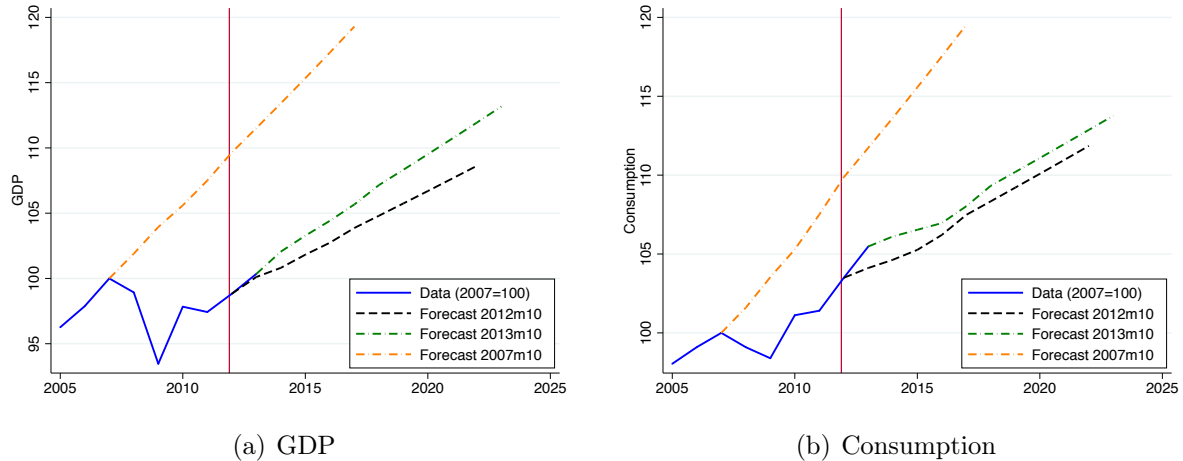 GDP
95
100
105
110
115
120
2005
2010
2015
2020
2025
Data (2007=100)
Forecast 2012m10
Forecast 2013m10
Forecast 2007m10
(a) GDP
Consumption
100
105
110
115
120
2005
2010
2015
2020
2025
Data (2007=100)
Forecast 2012m10
Forecast 2013m10
Forecast 2007m10
(b) Consumption